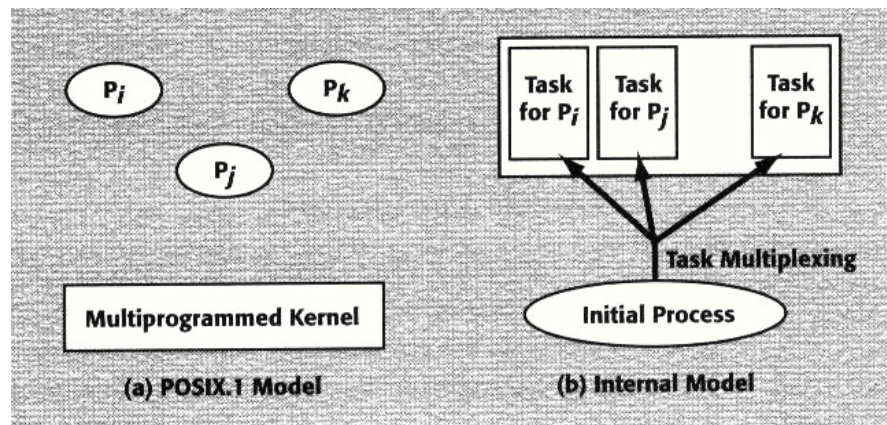 Pi
Pk
Pj
Multiprogrammed Kernel
(a) POSIX.1 Model
Task
for Pi
Task
for Pj
Task
for Pk
Task Multiplexing
Initial Process
(b) Internal Model